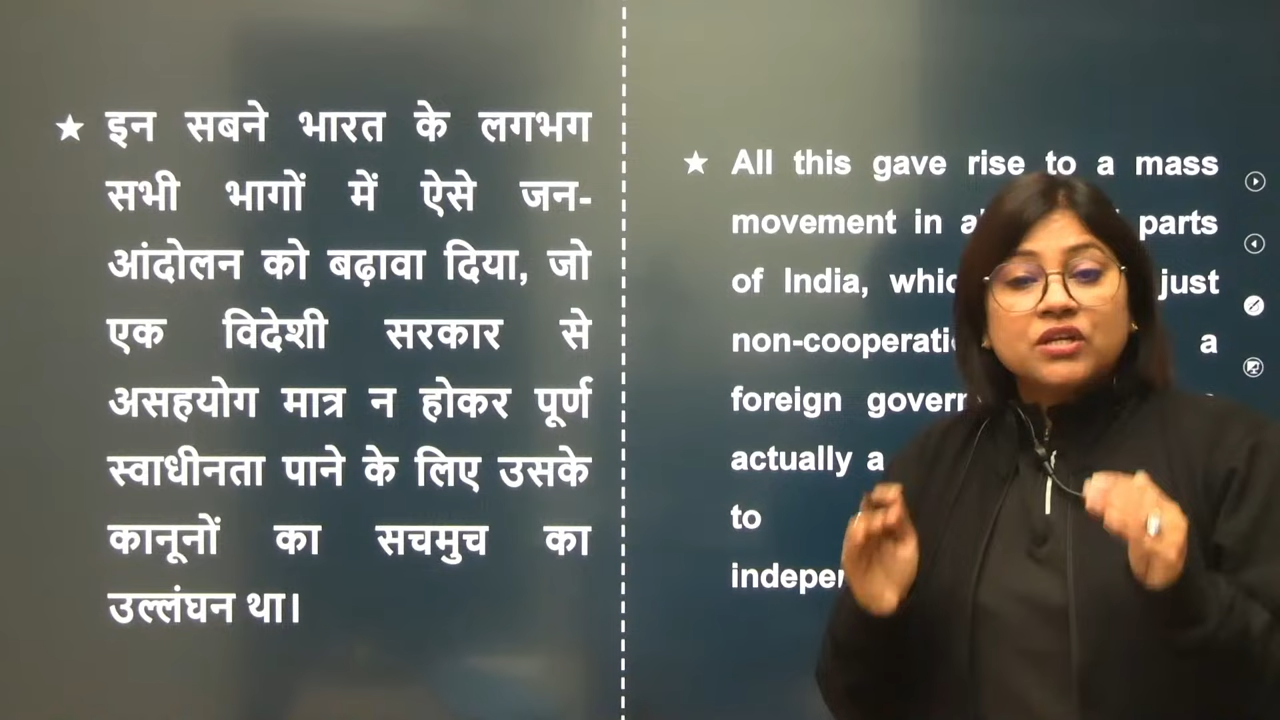 ★ इन सबने भारत के लगभग
सभी भागों में ऐसे जन-
आंदोलन को बढ़ावा दिया, जो
एक विदेशी सरकार से
असहयोग मात्र न होकर पूर्ण
स्वाधीनता पाने के लिए उसके
कानूनों का सचमुच का
उल्लंघन था।
★ All this gave rise to a mass
movement in parts
of India, just
a
foreign
actually a
to